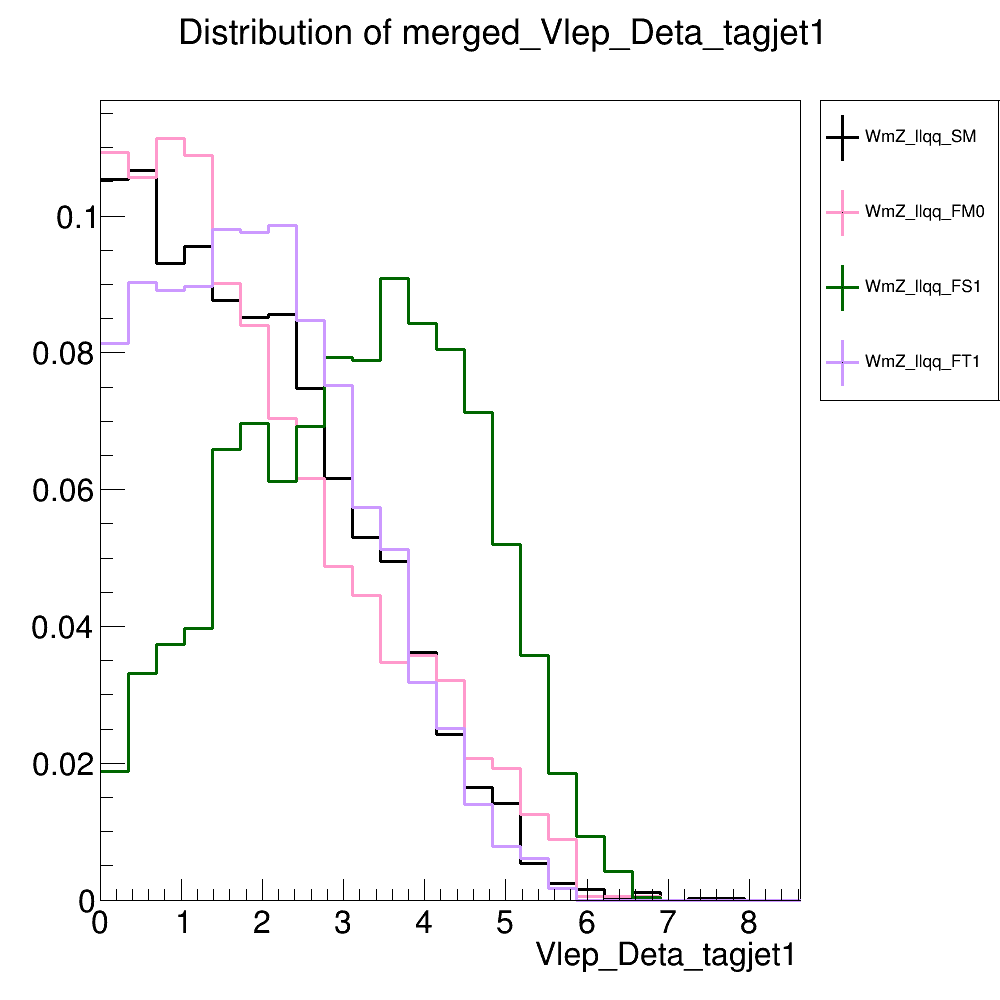 Distribution of merged_Vlep_Deta_tagjet1
WmZ_llqq_SM
WmZ_llqq_FM0
WmZ_llqq_FS1
WmZ_llqq_FT1
0.1
0.08
0.06
0.04
0.02
0
0 1 2 3 4 5 6 7 8
Vlep_Deta_tagjet1